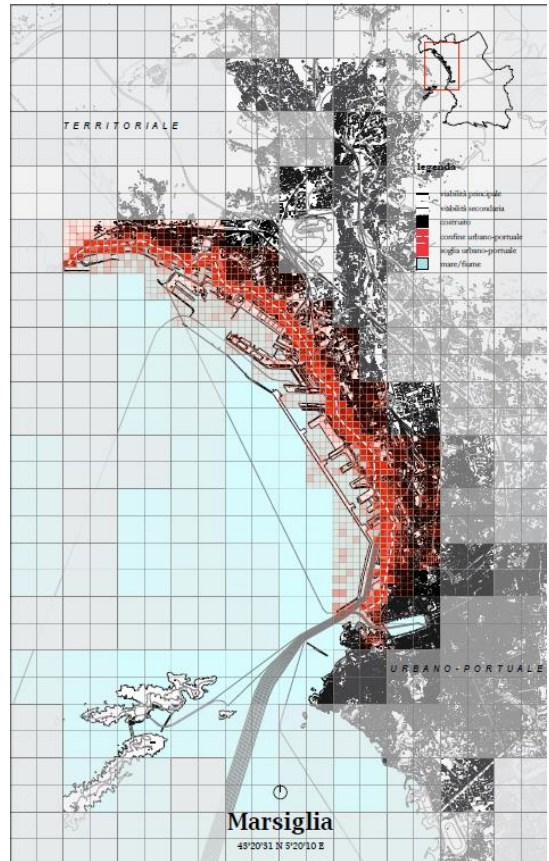 TERRITORIALE
legenda
viabilità principale
viabilità secondaria
costruito
confine urbano-portuale
soglia urbano-portuale
mare/fiume
URBANO-PORTUALE
Marsiglia
43°20'31 N 5°20'10 E